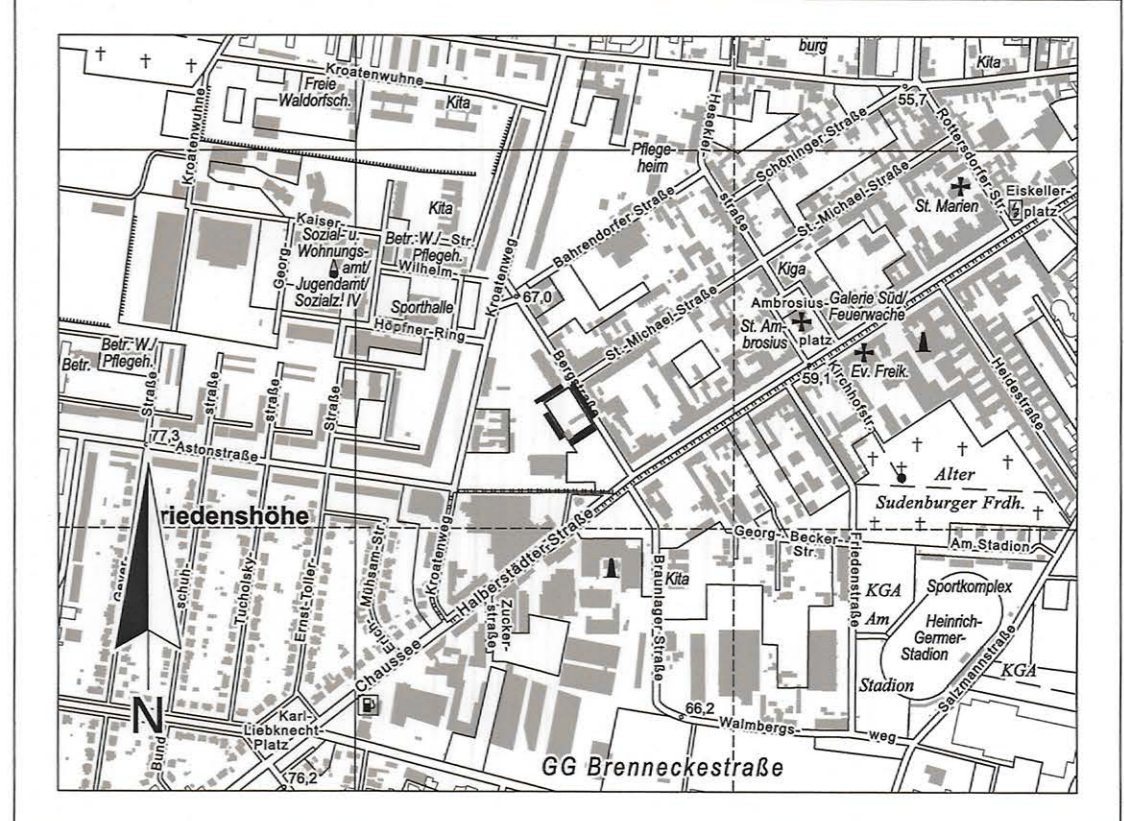 burg
Kita
Kroatenwuhne
Freie
Waldorfsch.
Kita
55,7
Kroatenwuhne
Hesekiel-
straße
Schöninger-Straße
Rottersdorfer-Str.
Pflege-
heim
St.-Michael-Straße
St. Marien
Eiskeller-
platz
Bahrendorfer Straße
Kita
Kaiser-
Sozial- u.
Wohnungs-
amt/
Jugendamt/
Sozialz. IV
Georg
Betr. W./
Pflegeh.
Str.
Wilhelm-
Sporthalle
Höpfner-Ring
Kroatenweg
67,0
Kiga
Ambrosius-
platz
Galerie Süd/
Feuerwache
St. Am-
brosius
St.-Michael-Straße
Ev. Freik.
59,1
Kirchhofstr.
Heidestraße
Bergstraße
Betr. W./
Pflegeh.
Betr.
Straße
straße
straße
Straße
77,3
Astonstraße
Alter
Sudenburger Frdh.
riedenshöhe
Halberstädter-Straße
Georg-Becker-
Str.
Am Stadion
Geyer-
schuh-
Tucholsky
Ernst-Toller-
Erich-Mühsam-Str.
Kroatenweg
Zucker-
straße
Braunlager-Straße
Kita
Friedenstraße
KGA
Am
Stadion
Sportkomplex
Heinrich-
Germer-
Stadion
Salzmannstraße
KGA
Chaussee
N
Karl-
Liebknecht-
Platz
Bund
76,2
66,2
Walmbergs
weg
GG Brenneckestraße